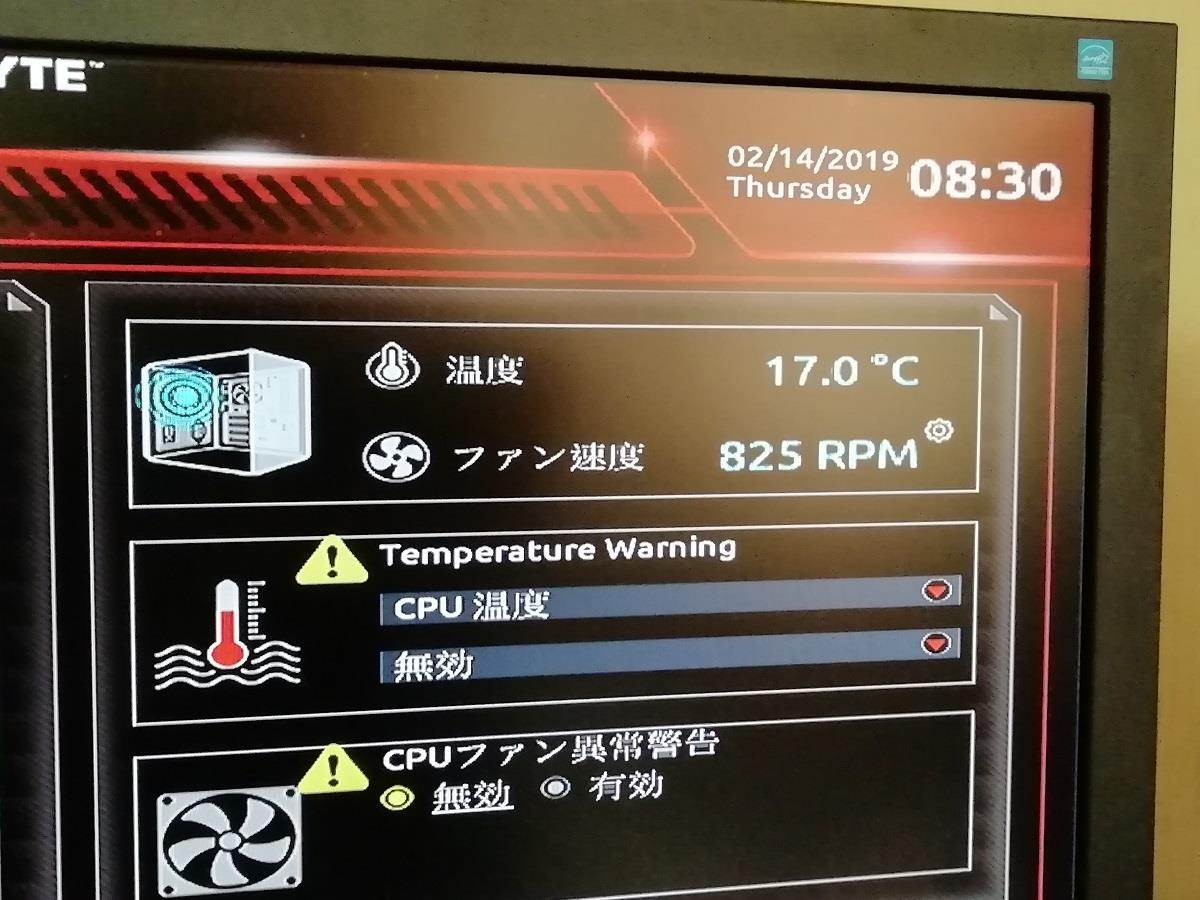 YTE™
02/14/2019
Thursday
08:30
温度 17.0 °C
ファン速度 825 RPM
Temperature Warning
CPU 温度
無効
CPUファン異常警告
無効 有効